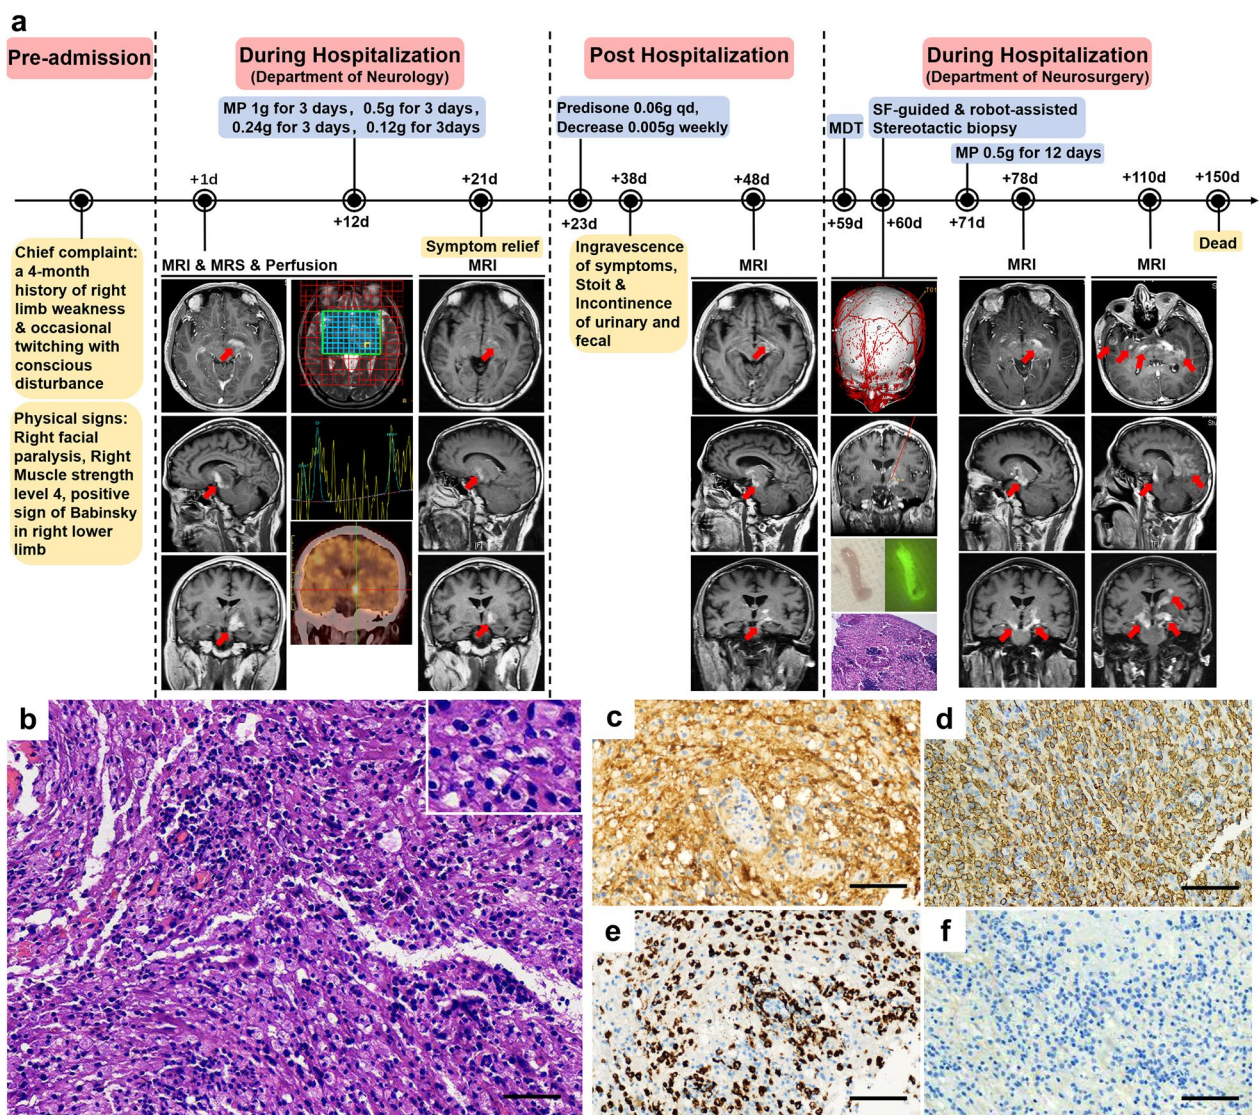 a
Pre-admission
During Hospitalization
(Department of Neurology)
Post Hospitalization
During Hospitalization
(Department of Neurosurgery)
MP 1g for 3 days, 0.5g for 3 days,
0.24g for 3 days, 0.12g for 3days
Predisone 0.06g qd,
Decrease 0.005g weekly
MDT
SF-guided & robot-assisted
Stereotactic biopsy
MP 0.5g for 12 days
+1d
+12d
+21d
+23d
+38d
+48d
+59d
+60d
+71d
+78d
+110d
+150d
Chief complaint:
a 4-month
history of right
limb weakness
& occasional
twitching with
conscious
disturbance
Physical signs:
Right facial
paralysis, Right
Muscle strength
level 4, positive
sign of Babinsky
in right lower
limb
Symptom relief
Ingravescence
of symptoms,
Stoit &
Incontinence
of urinary and
fecal
Dead
MRI & MRS & Perfusion
MRI
MRI
MRI
MRI
b
c
d
e
f